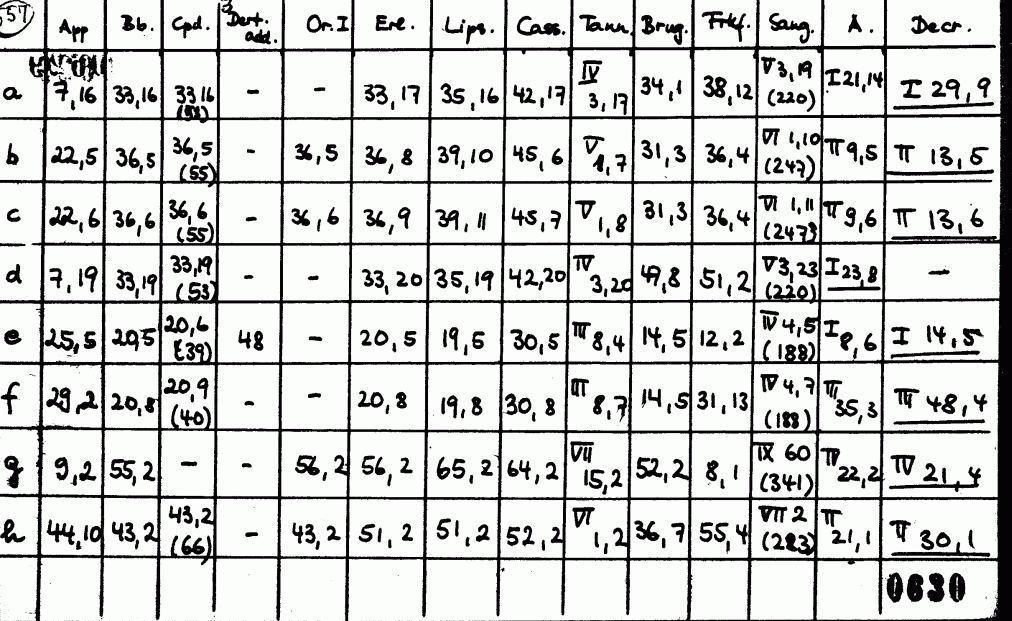 57 App Bb. Cpd. Dert. add. Or. I Erl. Lips. Cass. Tann. Brug. Frkf. Sang. A. Decr.
a 7,16 33,16 33 16 (53) - - 33,17 35,16 42,17 IV 3,17 34,1 38,12 V 3,19 (220) I 21,14 I 29,9
b 22,5 36,5 36,5 (55) - 36,5 36,8 39,10 45,6 V 1,7 31,3 36,4 VI 1,10 (247) II 9,5 II 13,5
c 22,6 36,6 36,6 (55) - 36,6 36,9 39,11 45,7 V 1,8 31,3 36,4 VI 1,11 (247) II 9,6 II 13,6
d 7,19 33,19 33,19 (53) - - 33,20 35,19 42,20 IV 3,20 49,8 51,2 V 3,23 (220) I 23,8 -
e 25,5 20,5 20,6 (39) 48 - 20,5 19,5 30,5 III 8,4 14,5 12,2 IV 4,5 (188) I 8,6 I 14,5
f 29,2 20,8 20,9 (40) - - 20,8 19,8 30,8 III 8,7 14,5 31,13 IV 4,7 (188) III 35,3 III 48,4
g 9,2 55,2 - - 56,2 56,2 65,2 64,2 VII 15,2 52,2 8,1 IX 60 (341) IV 22,2 IV 21,4
h 44,10 43,2 43,2 (66) - 43,2 51,2 51,2 52,2 VI 1,2 36,7 55,4 VII 2 (283) II 21,1 II 30,1
0630